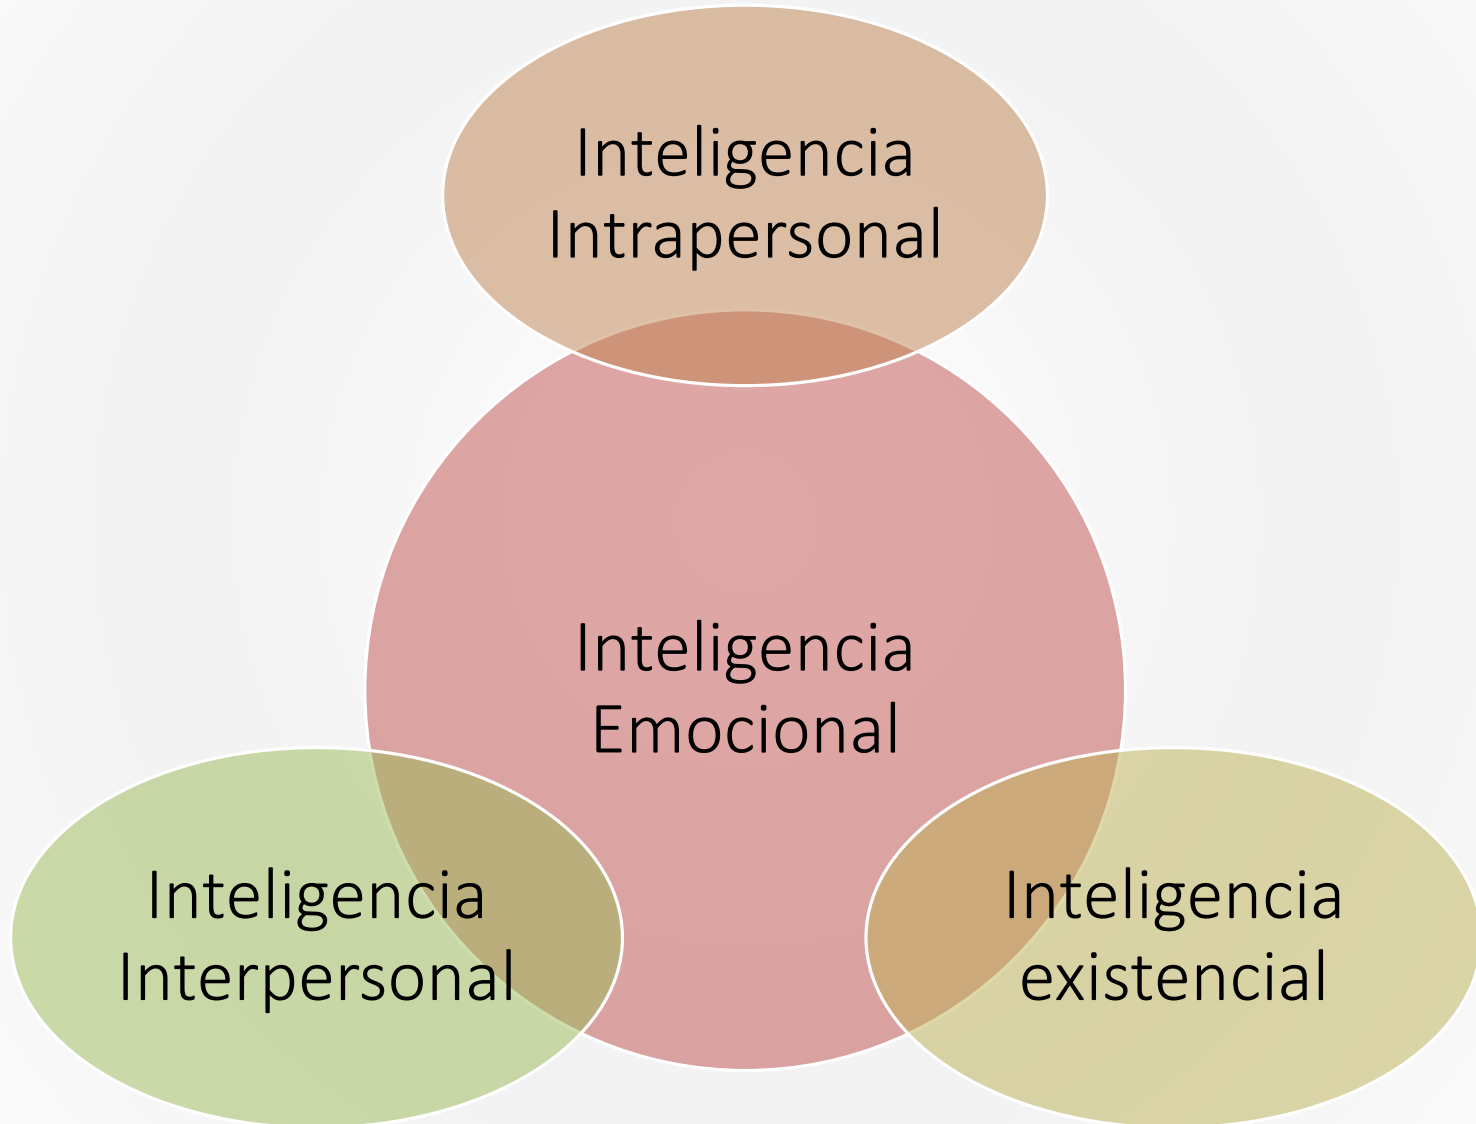 Inteligencia
Intrapersonal
Inteligencia
Emocional
Inteligencia
Interpersonal
Inteligencia
existencial